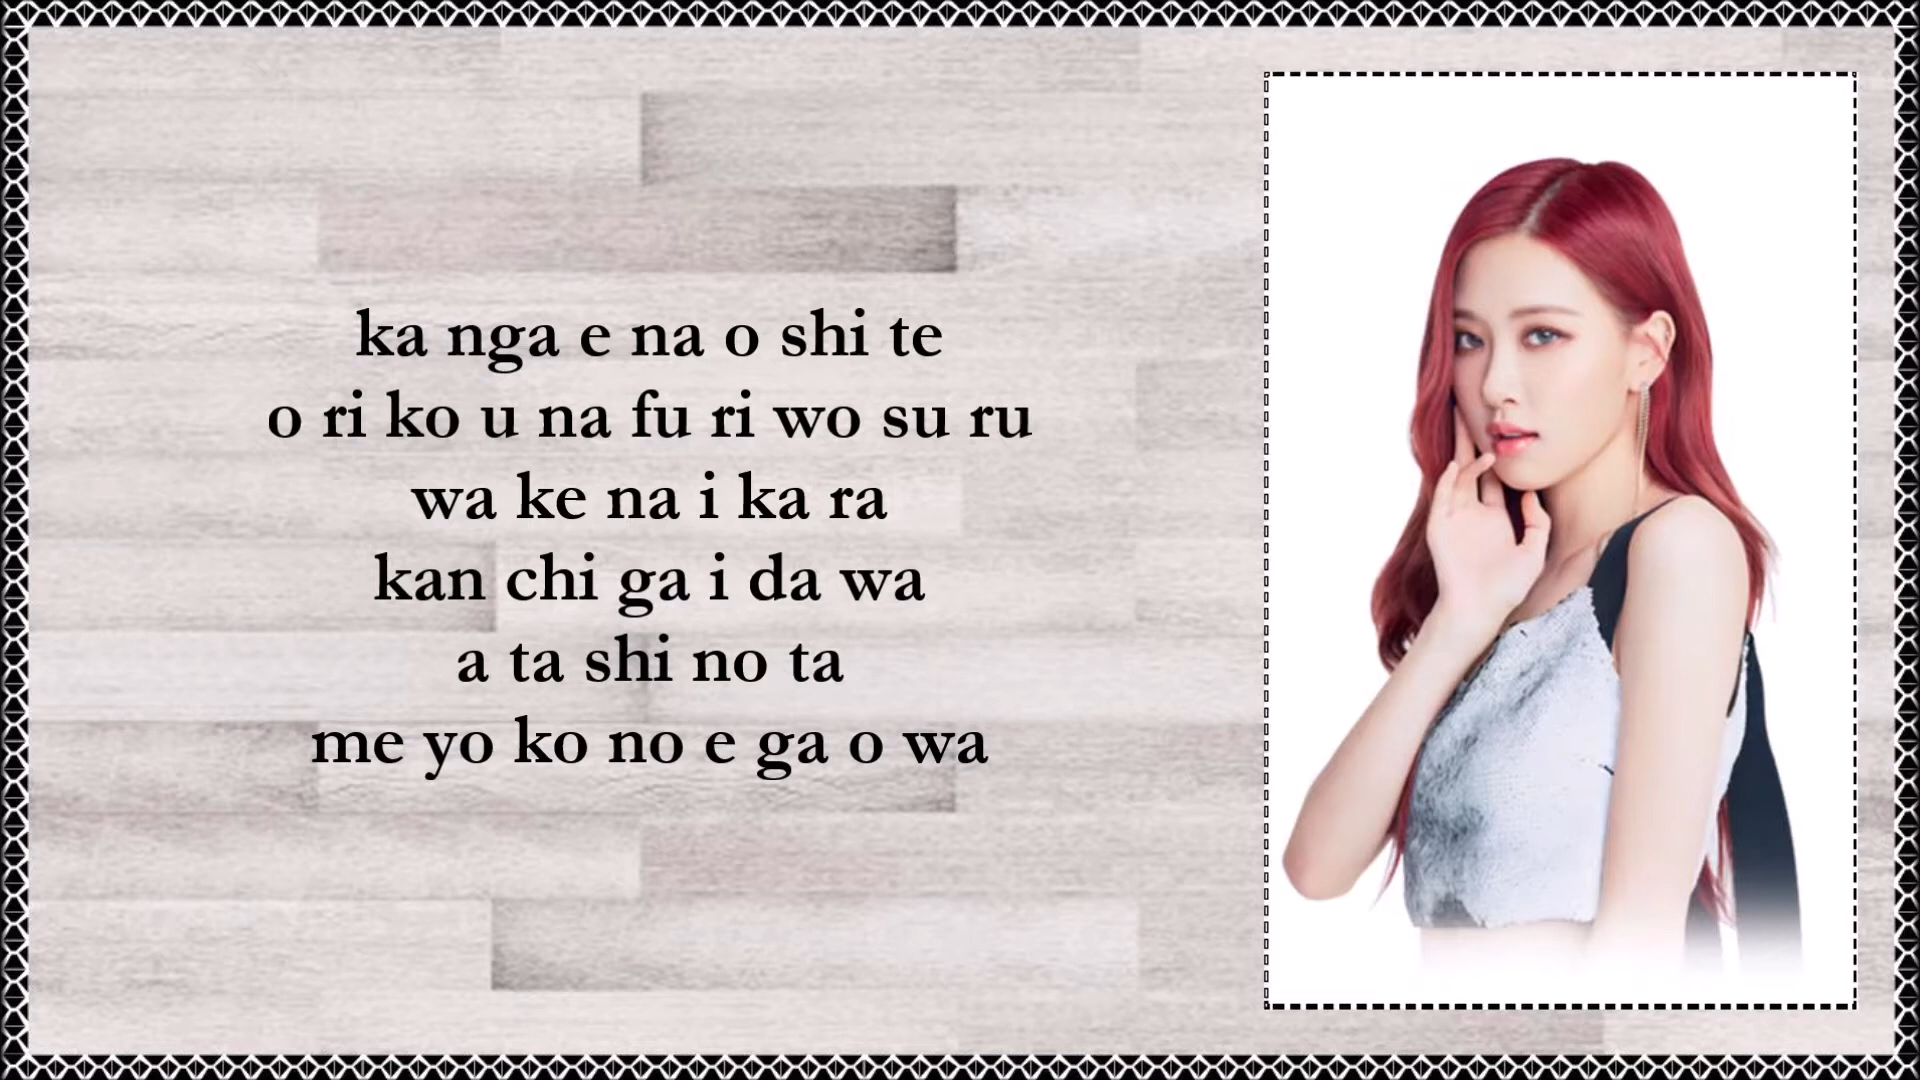 ka nga e na o shi te
o ri ko u na fu ri wo su ru
wa ke na i ka ra
kan chi ga i da wa
a ta shi no ta
me yo ko no e ga o wa